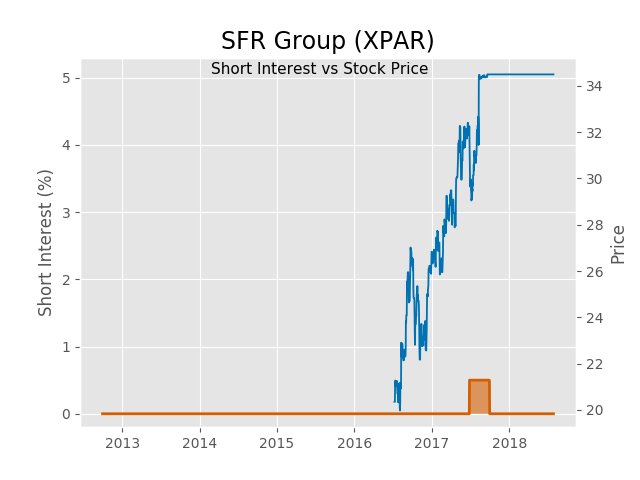 SFR Group (XPAR)
Short Interest vs Stock Price
Short Interest (%)
5
4
3
2
1
0
34
32
30
28
26
24
22
20
Price
2013 2014 2015 2016 2017 2018